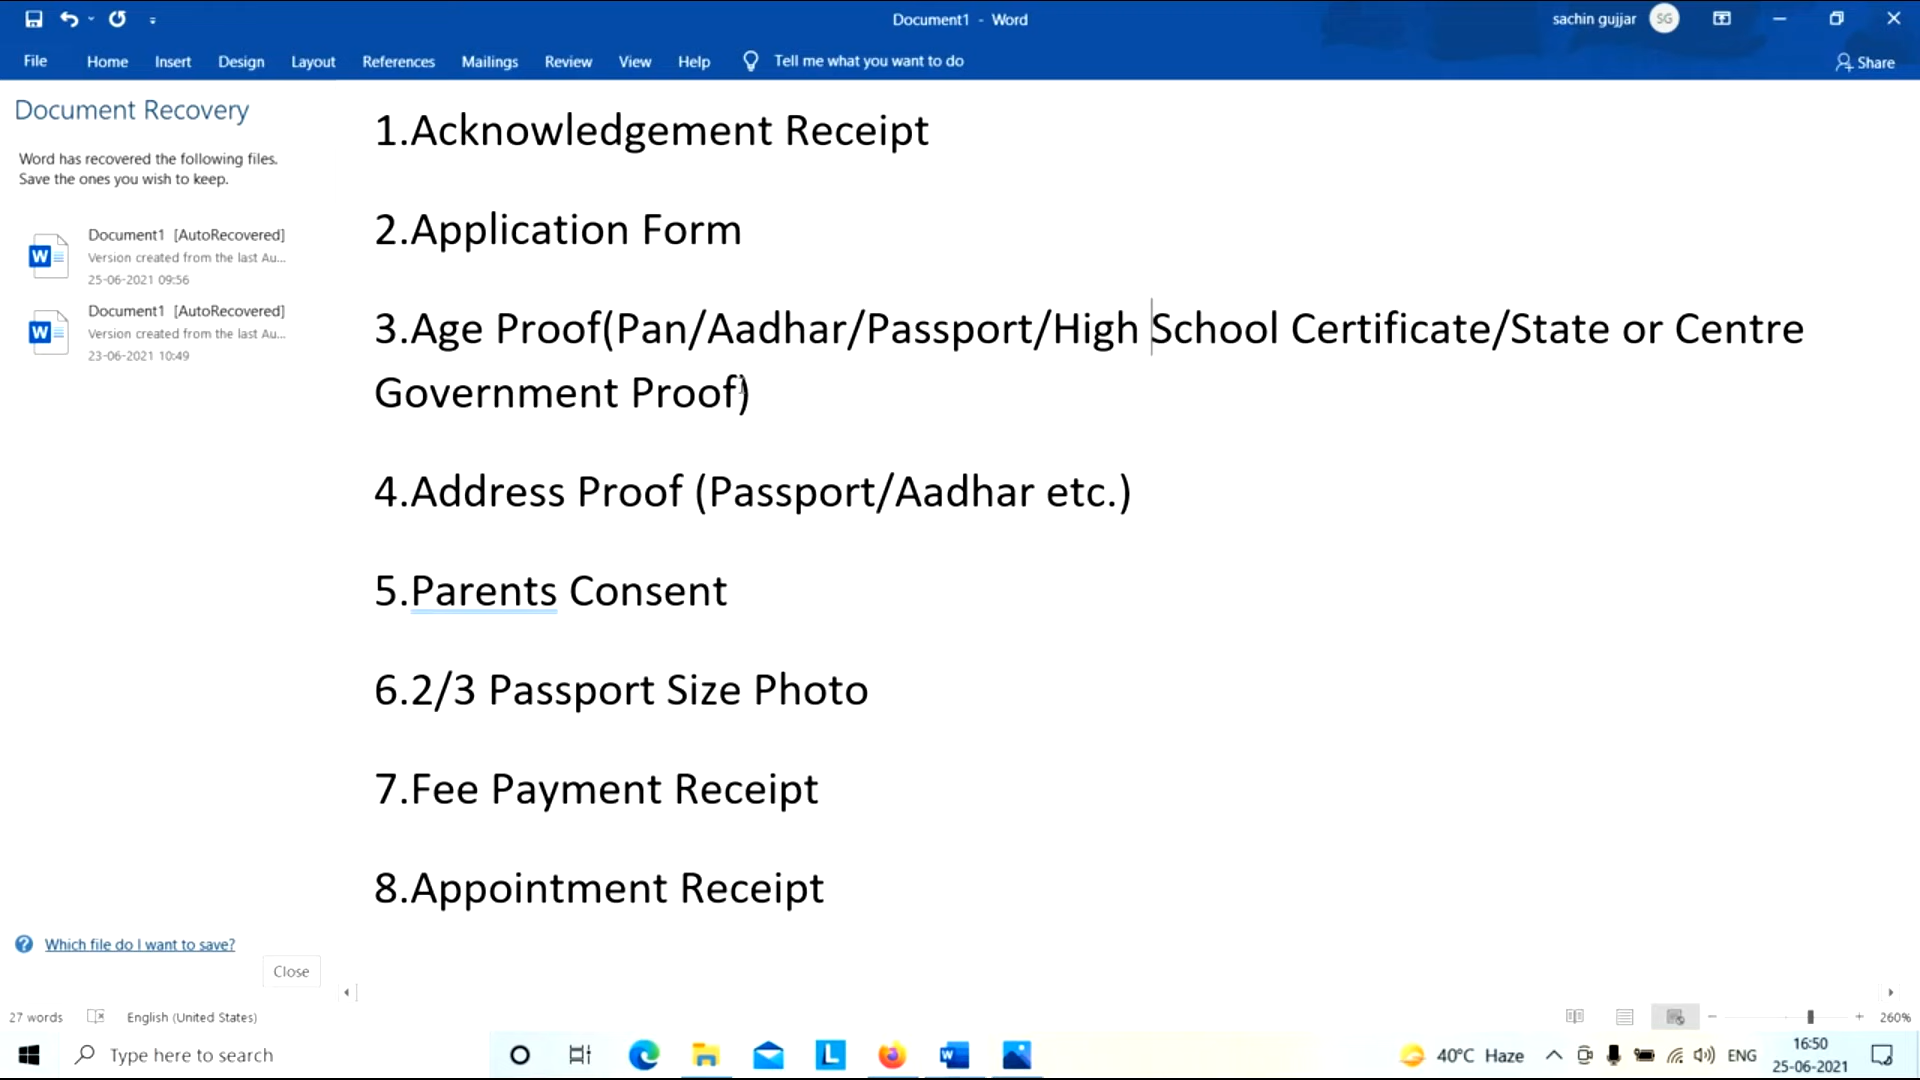 Document1 - Word
sachin gujjar
SG
File
Home
Insert
Design
Layout
References
Mailings
Review
View
Help
Tell me what you want to do
Share
Document Recovery
Word has recovered the following files.
Save the ones you wish to keep.
Document1 [AutoRecovered]
Version created from the last Au...
25-06-2021 09:56
Document1 [AutoRecovered]
Version created from the last Au...
23-06-2021 10:49
1.Acknowledgement Receipt
2.Application Form
3.Age Proof(Pan/Aadhar/Passport/High School Certificate/State or Centre
Government Proof)
4.Address Proof (Passport/Aadhar etc.)
5.Parents Consent
6.2/3 Passport Size Photo
7.Fee Payment Receipt
8.Appointment Receipt
Which file do I want to save?
Close
27 words
English (United States)
260%
Type here to search
40°C Haze
ENG
16:50
25-06-2021